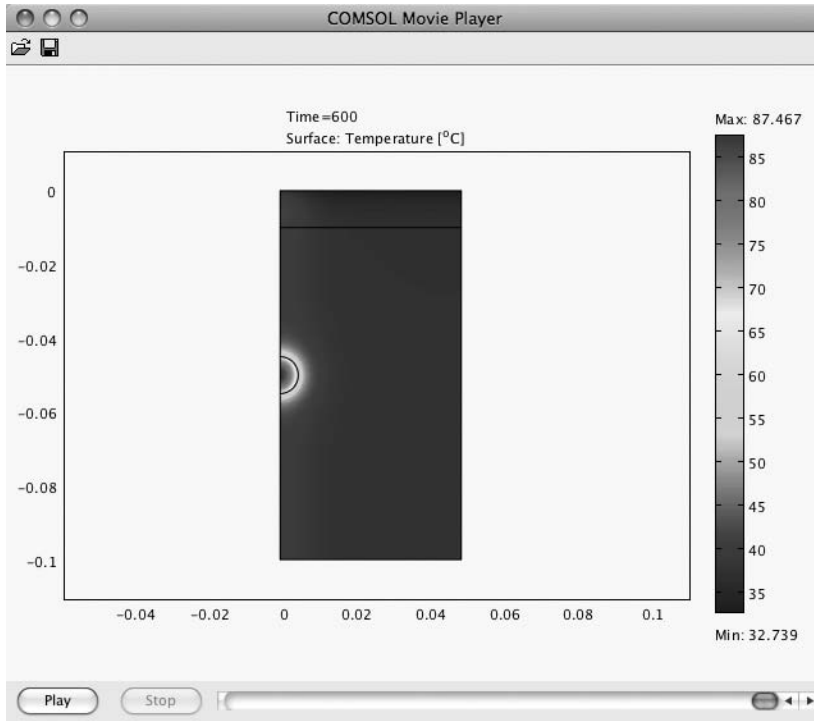 COMSOL Movie Player
Time=600
Surface: Temperature [°C]
Max: 87.467
85
80
75
70
65
60
55
50
45
40
35
Min: 32.739
0
-0.02
-0.04
-0.06
-0.08
-0.1
-0.04 -0.02 0 0.02 0.04 0.06 0.08 0.1
Play Stop